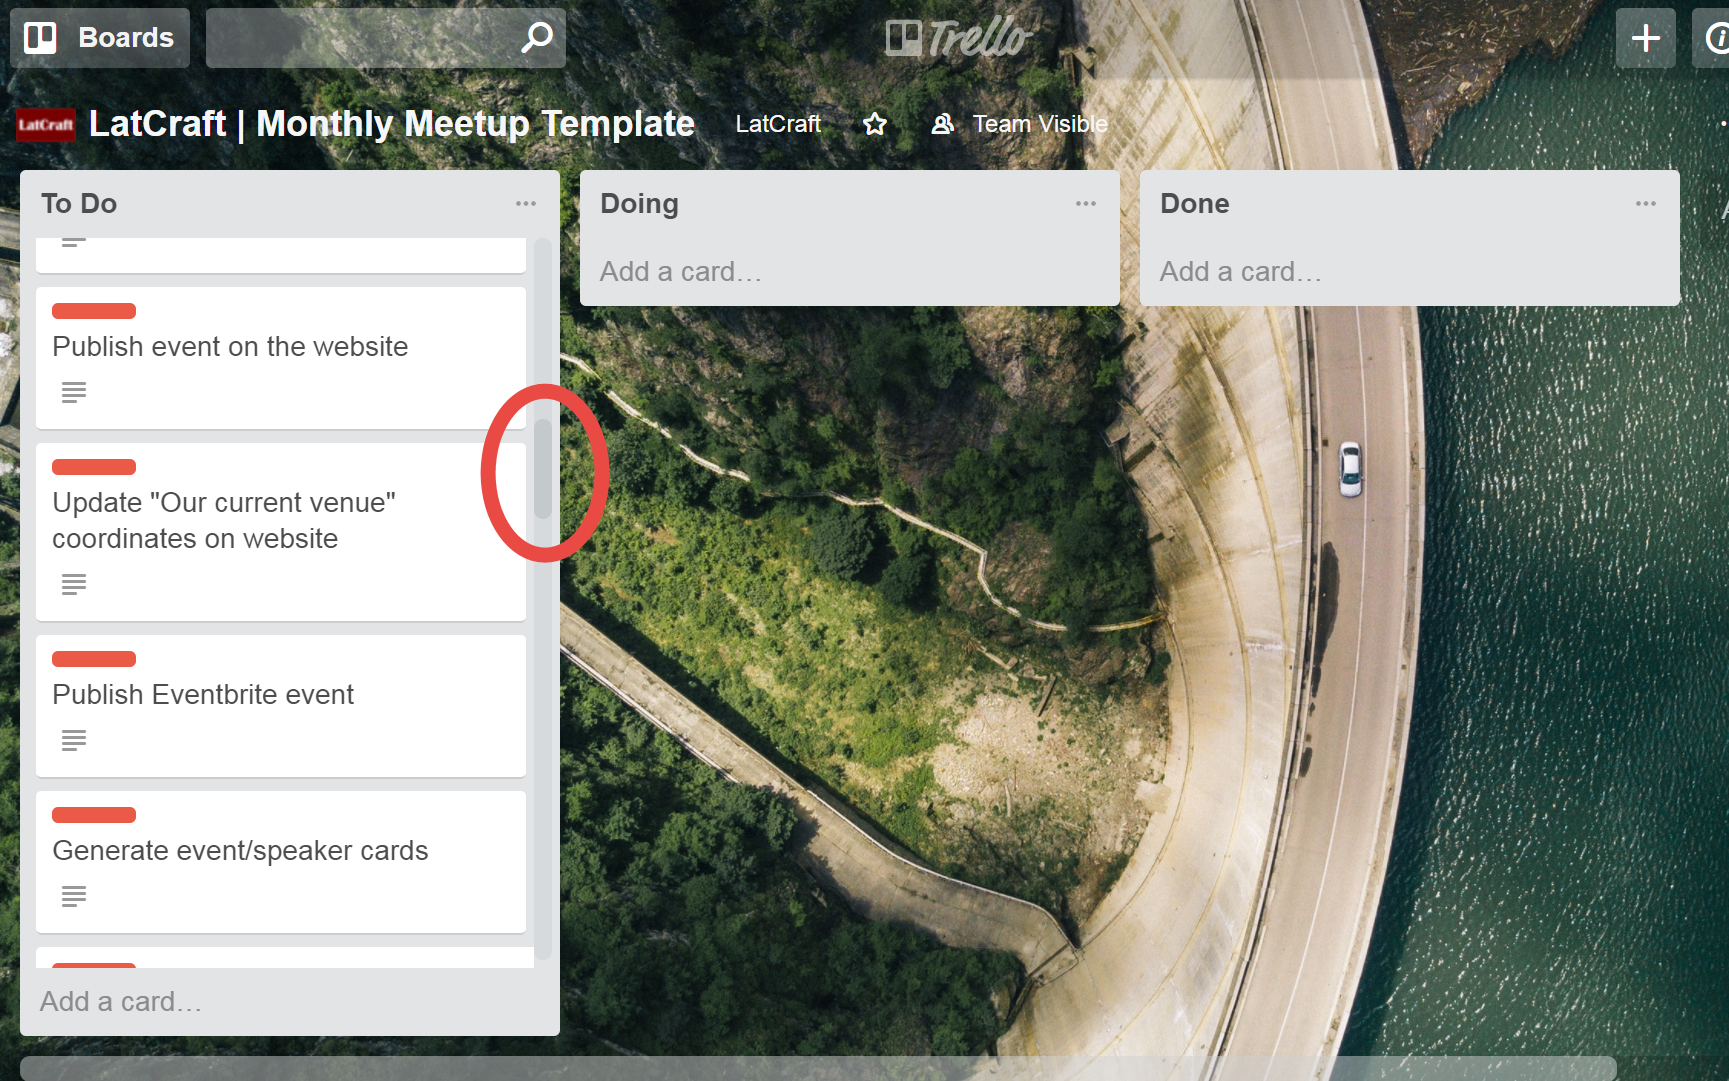 Boards
Trello
LatCraft
LatCraft | Monthly Meetup Template
LatCraft
Team Visible
To Do
Publish event on the website
Update "Our current venue"
coordinates on website
Publish Eventbrite event
Generate event/speaker cards
Add a card…
Doing
Add a card…
Done
Add a card…